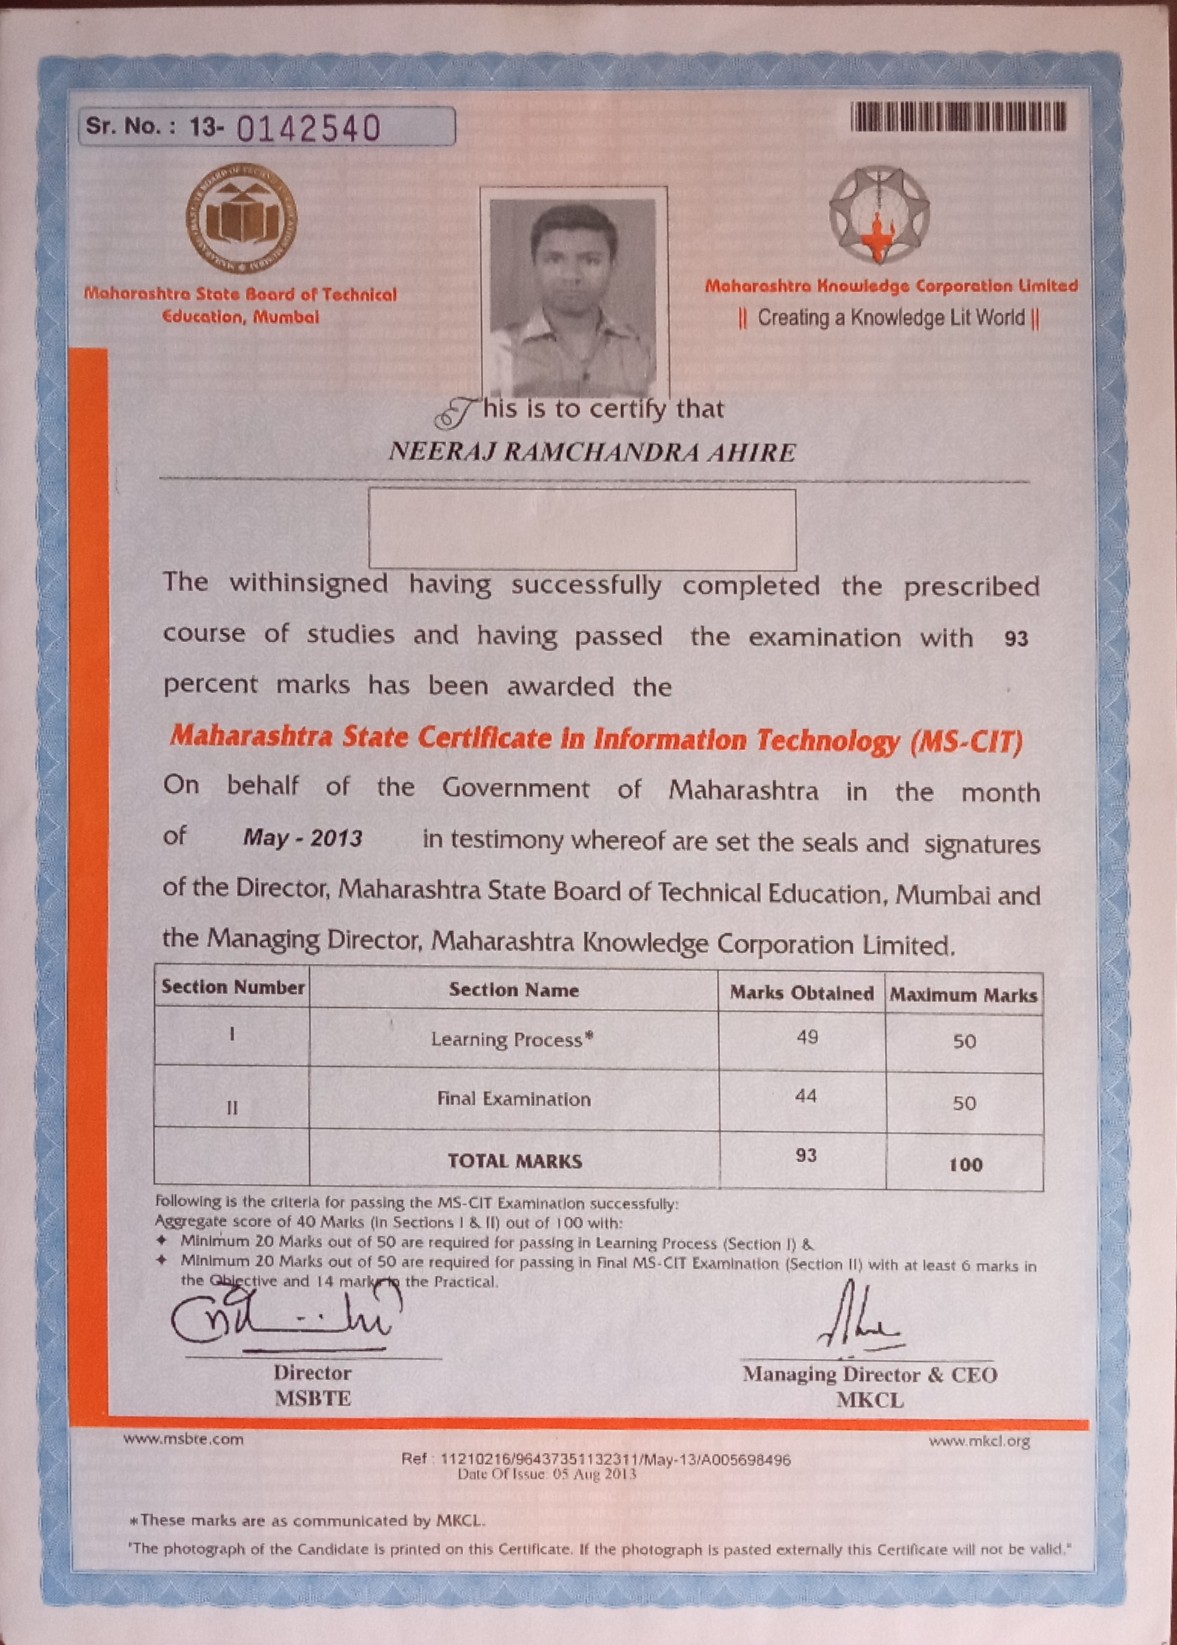 Sr. No. : 13- 0142540
Maharashtra State Board of Technical
Education, Mumbai
Maharashtra Knowledge Corporation Limited
|| Creating a Knowledge Lit World ||
This is to certify that
NEERAJ RAMCHANDRA AHIRE
The withinsigned having successfully completed the prescribed
course of studies and having passed the examination with 93
percent marks has been awarded the
Maharashtra State Certificate in Information Technology (MS-CIT)
On behalf of the Government of Maharashtra in the month
of May - 2013 in testimony whereof are set the seals and signatures
of the Director, Maharashtra State Board of Technical Education, Mumbai and
the Managing Director, Maharashtra Knowledge Corporation Limited.
Section Number Section Name Marks Obtained Maximum Marks
I Learning Process* 49 50
II Final Examination 44 50
TOTAL MARKS 93 100
Following is the criteria for passing the MS-CIT Examination successfully:
Aggregate score of 40 Marks (in Sections I & II) out of 100 with:
✦ Minimum 20 Marks out of 50 are required for passing in Learning Process (Section I) &
✦ Minimum 20 Marks out of 50 are required for passing in Final MS-CIT Examination (Section II) with at least 6 marks in
the Objective and 14 marks in the Practical.
Director
MSBTE
Managing Director & CEO
MKCL
www.msbte.com
www.mkcl.org
Ref : 11210216/96437351132311/May-13/A005698496
Date Of Issue: 05 Aug 2013
*These marks are as communicated by MKCL.
"The photograph of the Candidate is printed on this Certificate. If the photograph is pasted externally this Certificate will not be valid."